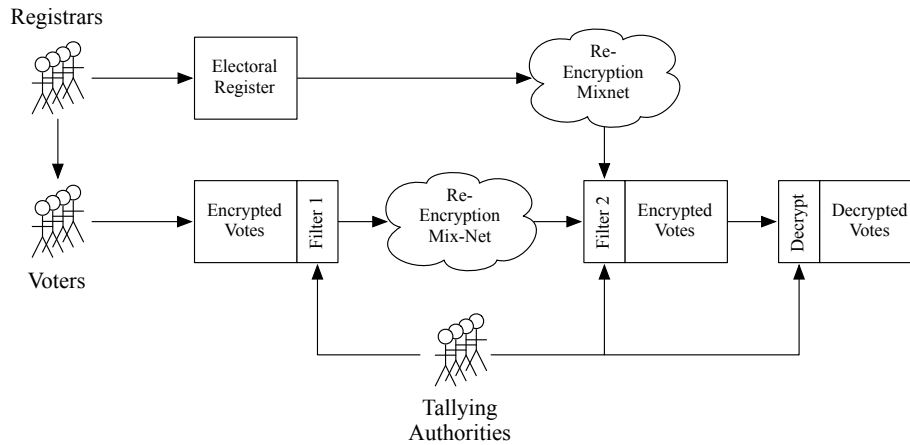 Registrars
Electoral
Register
Re-
Encryption
Mixnet
Voters
Encrypted
Votes
Filter 1
Re-
Encryption
Mix-Net
Filter 2
Encrypted
Votes
Decrypt
Decrypted
Votes
Tallying
Authorities